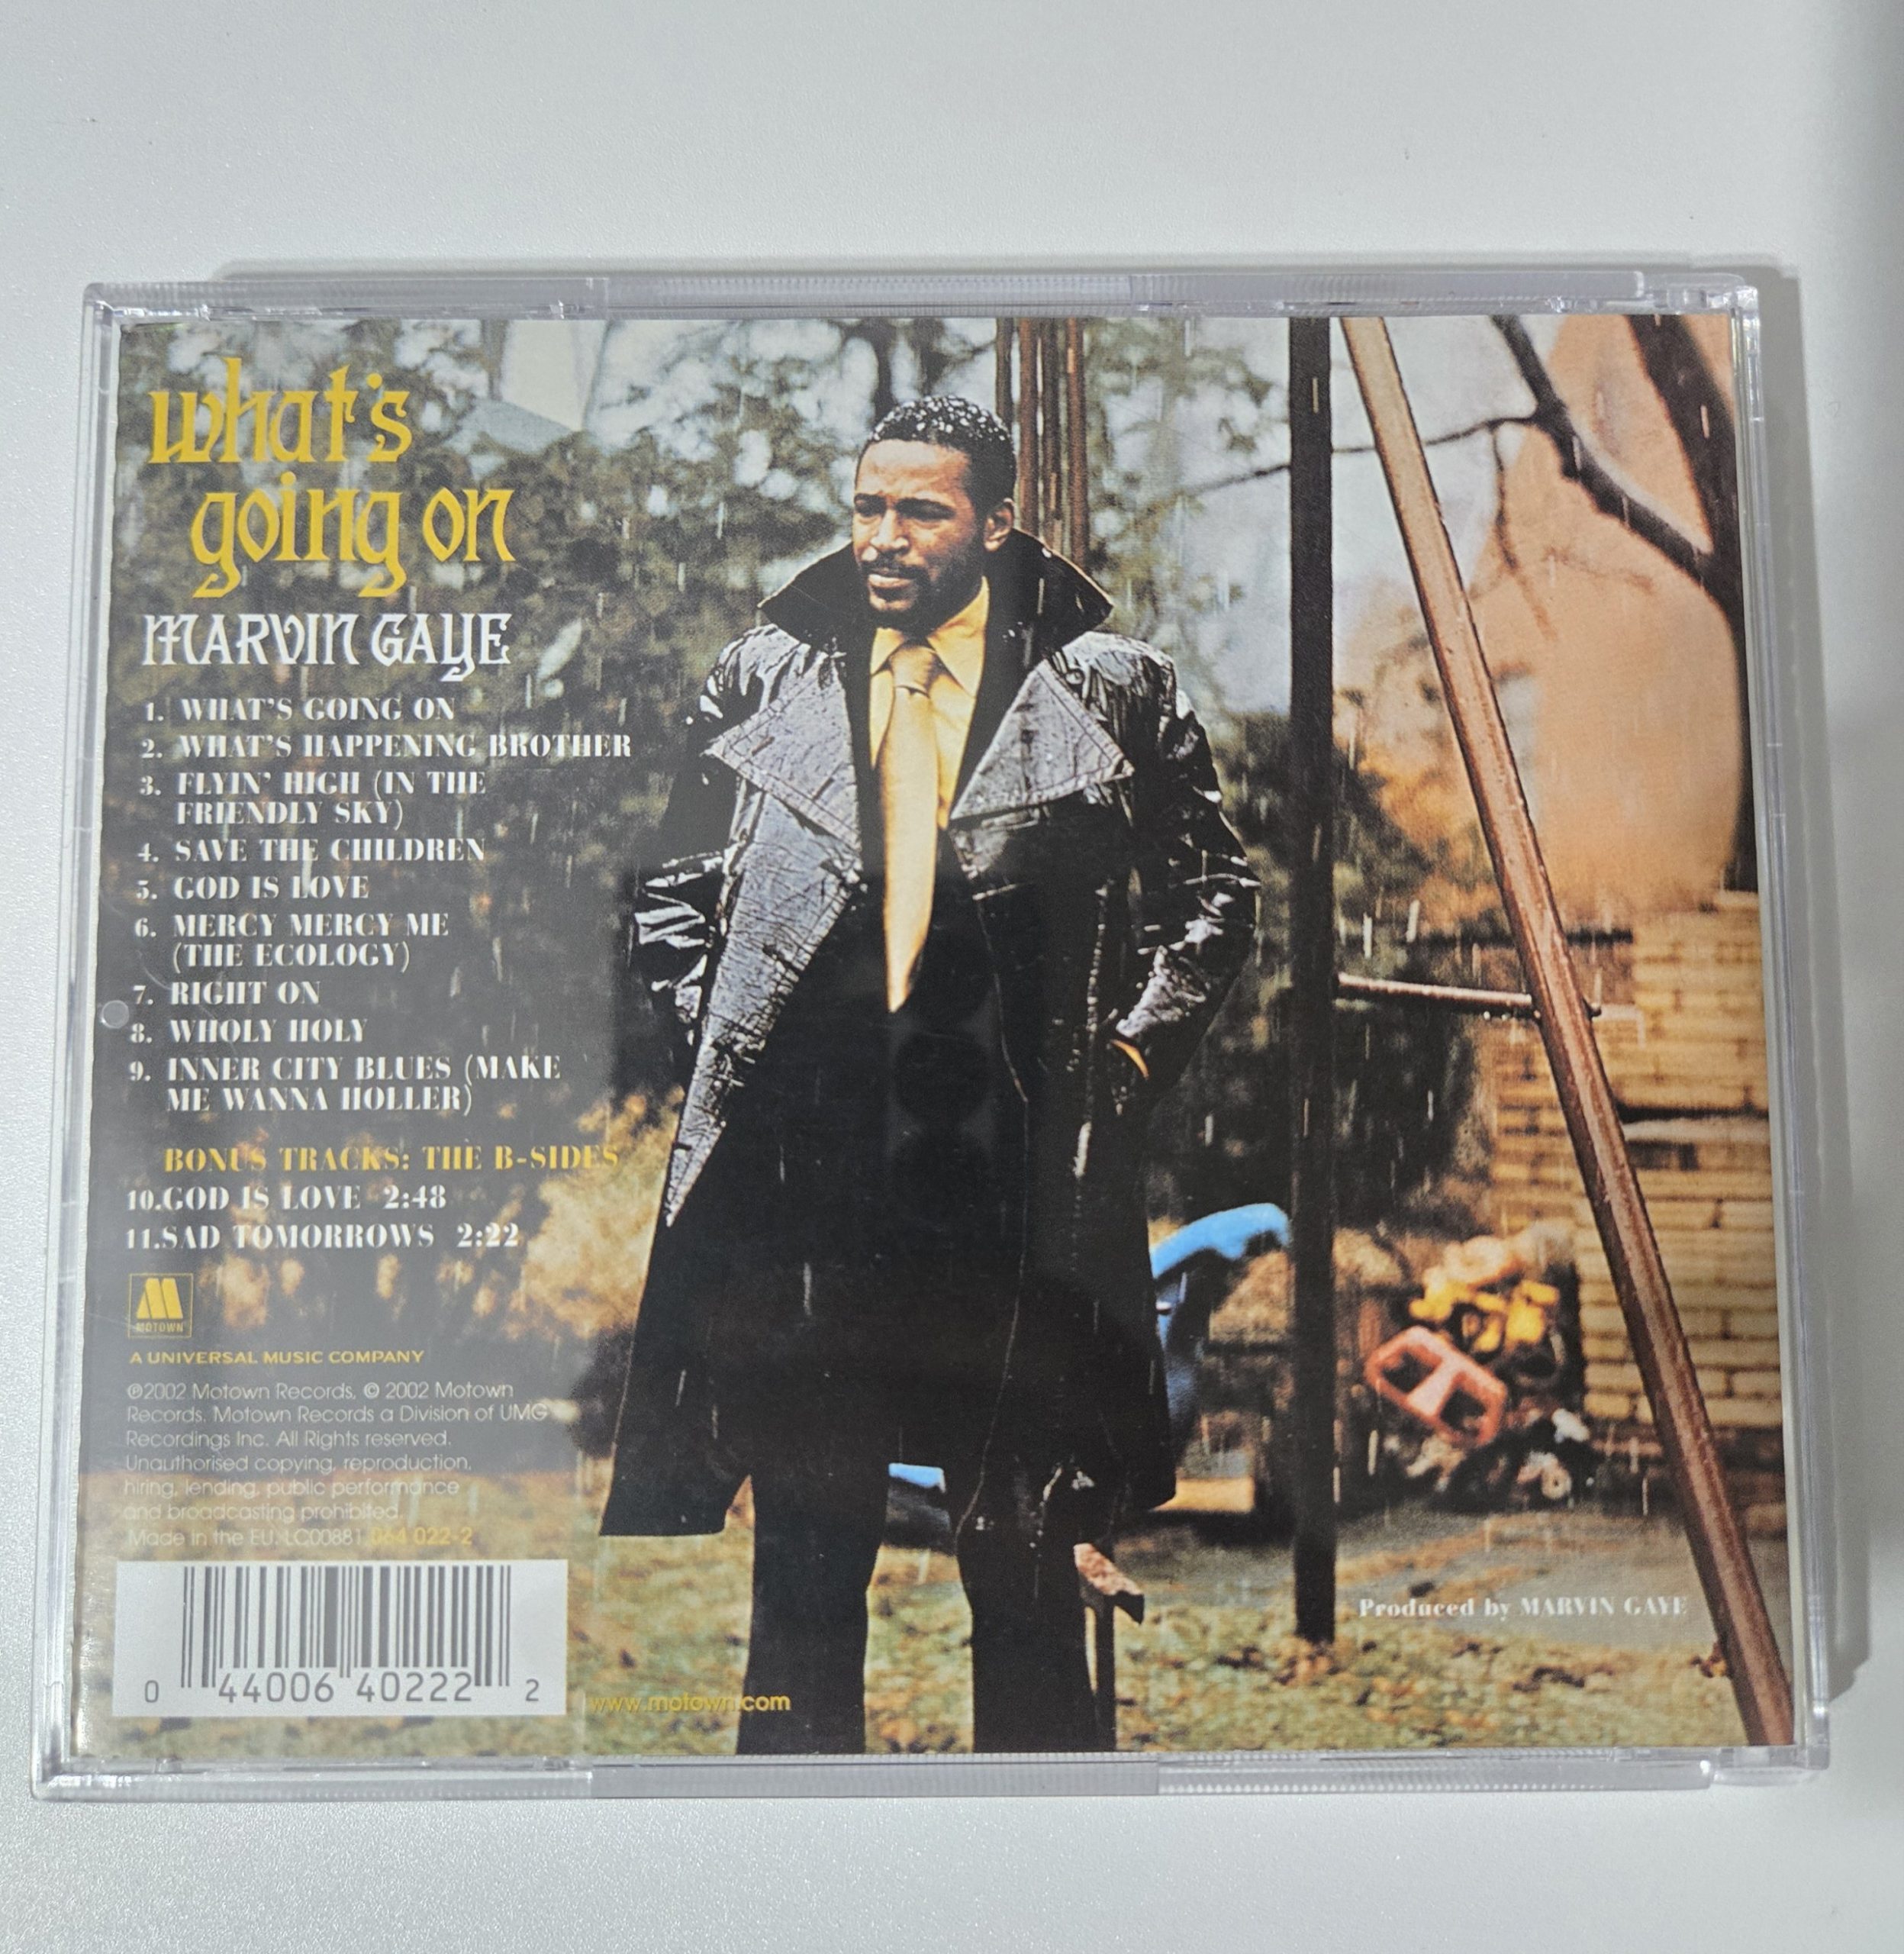 what's
going on
MARVIN GAYE
1. WHAT'S GOING ON
2. WHAT'S HAPPENING BROTHER
3. FLYIN' HIGH (IN THE
FRIENDLY SKY)
4. SAVE THE CHILDREN
5. GOD IS LOVE
6. MERCY MERCY ME
(THE ECOLOGY)
7. RIGHT ON
8. WHOLY HOLY
9. INNER CITY BLUES (MAKE
ME WANNA HOLLER)
BONUS TRACKS: THE B-SIDES
10.GOD IS LOVE 2:48
11.SAD TOMORROWS 2:22
M
MOTOWN
A UNIVERSAL MUSIC COMPANY
℗2002 Motown Records, © 2002 Motown
Records. Motown Records a Division of UMG
Recordings Inc. All Rights reserved.
Unauthorised copying, reproduction,
hiring, lending, public performance
and broadcasting prohibited.
Made in the EU. LC00881 064 022-2
0 44006 40222 2
www.motown.com
Produced by MARVIN GAYE